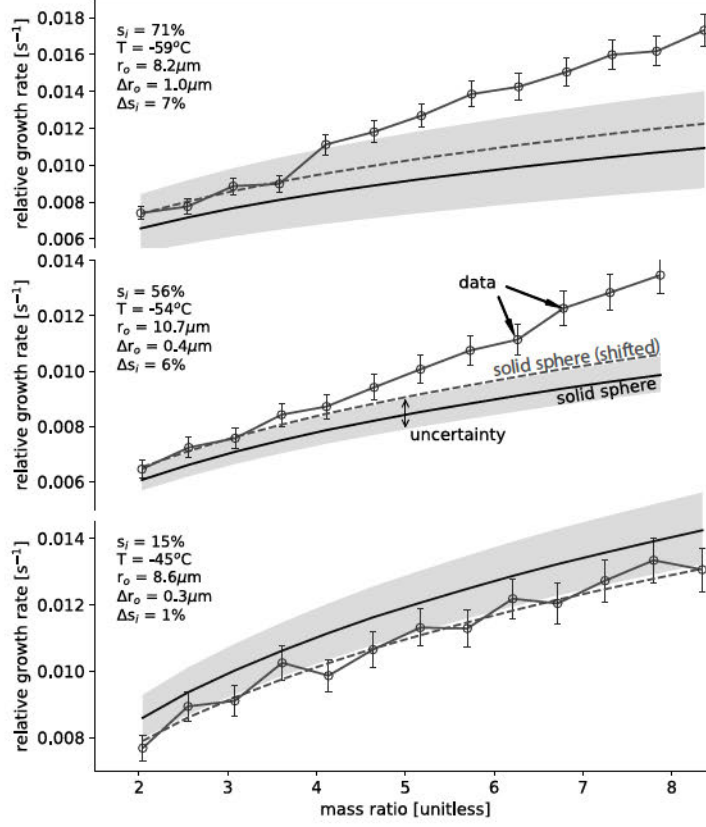 0.018
0.016
0.014
0.012
0.010
0.008
0.006
relative growth rate [s⁻¹]
sᵢ = 71%
T = -59°C
rₒ = 8.2μm
Δrₒ = 1.0μm
Δsᵢ = 7%
0.014
0.012
0.010
0.008
0.006
relative growth rate [s⁻¹]
sᵢ = 56%
T = -54°C
rₒ = 10.7μm
Δrₒ = 0.4μm
Δsᵢ = 6%
data
solid sphere (shifted)
solid sphere
uncertainty
0.014
0.012
0.010
0.008
relative growth rate [s⁻¹]
sᵢ = 15%
T = -45°C
rₒ = 8.6μm
Δrₒ = 0.3μm
Δsᵢ = 1%
2 3 4 5 6 7 8
mass ratio [unitless]